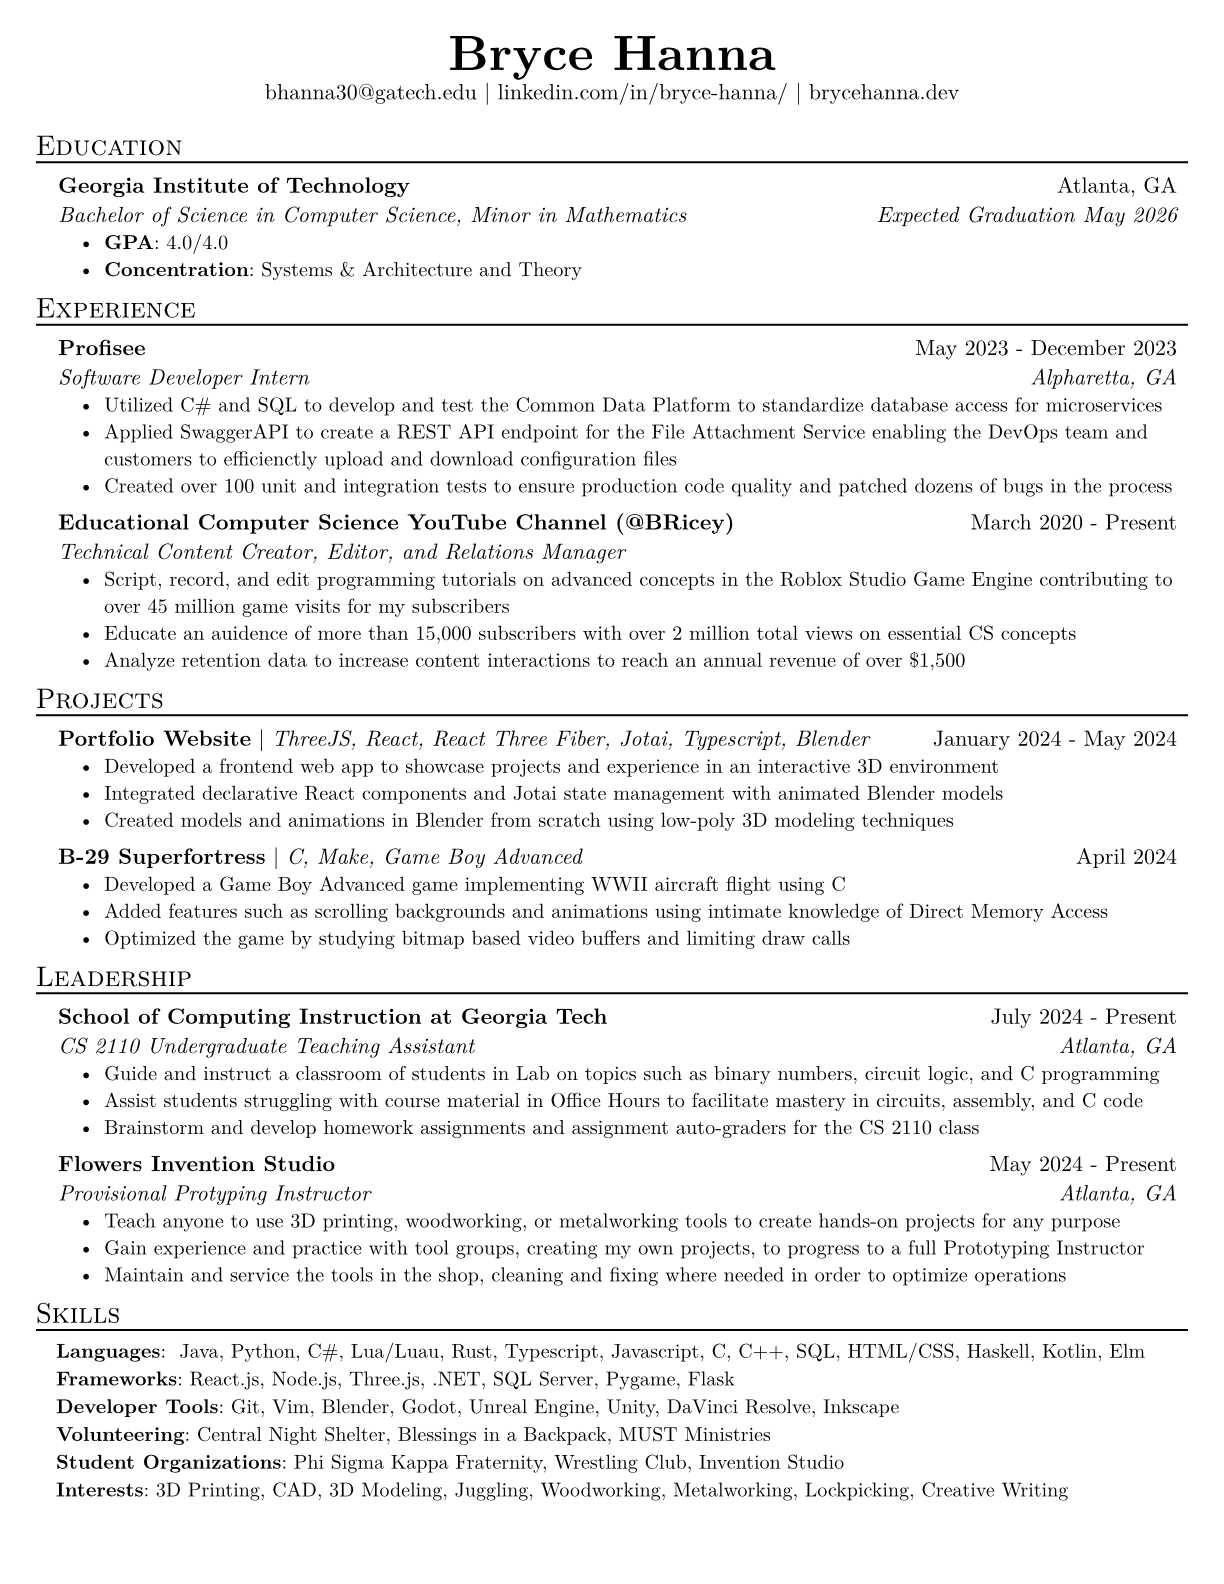 Bryce Hanna
bhanna30@gatech.edu | linkedin.com/in/bryce-hanna/ | brycehanna.dev
Education
Georgia Institute of Technology Atlanta, GA
Bachelor of Science in Computer Science, Minor in Mathematics Expected Graduation May 2026
• GPA: 4.0/4.0
• Concentration: Systems & Architecture and Theory
Experience
Profisee May 2023 - December 2023
Software Developer Intern Alpharetta, GA
• Utilized C# and SQL to develop and test the Common Data Platform to standardize database access for microservices
• Applied SwaggerAPI to create a REST API endpoint for the File Attachment Service enabling the DevOps team and
customers to efficienctly upload and download configuration files
• Created over 100 unit and integration tests to ensure production code quality and patched dozens of bugs in the process
Educational Computer Science YouTube Channel (@BRicey) March 2020 - Present
Technical Content Creator, Editor, and Relations Manager
• Script, record, and edit programming tutorials on advanced concepts in the Roblox Studio Game Engine contributing to
over 45 million game visits for my subscribers
• Educate an auidence of more than 15,000 subscribers with over 2 million total views on essential CS concepts
• Analyze retention data to increase content interactions to reach an annual revenue of over $1,500
Projects
Portfolio Website | ThreeJS, React, React Three Fiber, Jotai, Typescript, Blender January 2024 - May 2024
• Developed a frontend web app to showcase projects and experience in an interactive 3D environment
• Integrated declarative React components and Jotai state management with animated Blender models
• Created models and animations in Blender from scratch using low-poly 3D modeling techniques
B-29 Superfortress | C, Make, Game Boy Advanced April 2024
• Developed a Game Boy Advanced game implementing WWII aircraft flight using C
• Added features such as scrolling backgrounds and animations using intimate knowledge of Direct Memory Access
• Optimized the game by studying bitmap based video buffers and limiting draw calls
Leadership
School of Computing Instruction at Georgia Tech July 2024 - Present
CS 2110 Undergraduate Teaching Assistant Atlanta, GA
• Guide and instruct a classroom of students in Lab on topics such as binary numbers, circuit logic, and C programming
• Assist students struggling with course material in Office Hours to facilitate mastery in circuits, assembly, and C code
• Brainstorm and develop homework assignments and assignment auto-graders for the CS 2110 class
Flowers Invention Studio May 2024 - Present
Provisional Protyping Instructor Atlanta, GA
• Teach anyone to use 3D printing, woodworking, or metalworking tools to create hands-on projects for any purpose
• Gain experience and practice with tool groups, creating my own projects, to progress to a full Prototyping Instructor
• Maintain and service the tools in the shop, cleaning and fixing where needed in order to optimize operations
Skills
Languages: Java, Python, C#, Lua/Luau, Rust, Typescript, Javascript, C, C++, SQL, HTML/CSS, Haskell, Kotlin, Elm
Frameworks: React.js, Node.js, Three.js, .NET, SQL Server, Pygame, Flask
Developer Tools: Git, Vim, Blender, Godot, Unreal Engine, Unity, DaVinci Resolve, Inkscape
Volunteering: Central Night Shelter, Blessings in a Backpack, MUST Ministries
Student Organizations: Phi Sigma Kappa Fraternity, Wrestling Club, Invention Studio
Interests: 3D Printing, CAD, 3D Modeling, Juggling, Woodworking, Metalworking, Lockpicking, Creative Writing